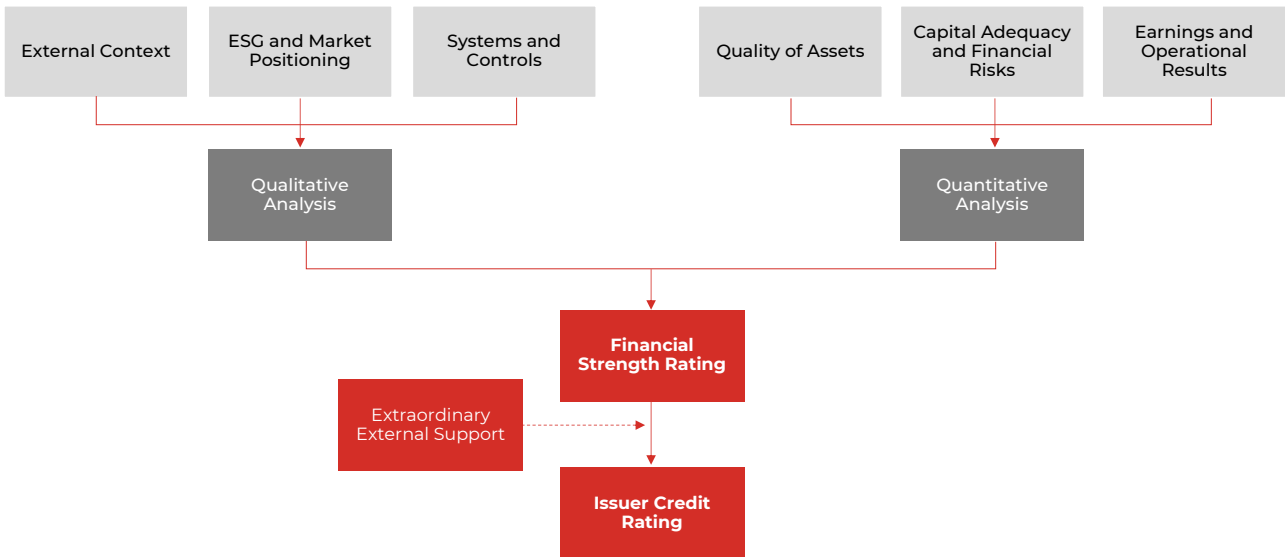 External Context
ESG and Market
Positioning
Systems and
Controls
Quality of Assets
Capital Adequacy
and Financial
Risks
Earnings and
Operational
Results
Qualitative
Analysis
Quantitative
Analysis
Financial
Strength Rating
Extraordinary
External Support
Issuer Credit
Rating